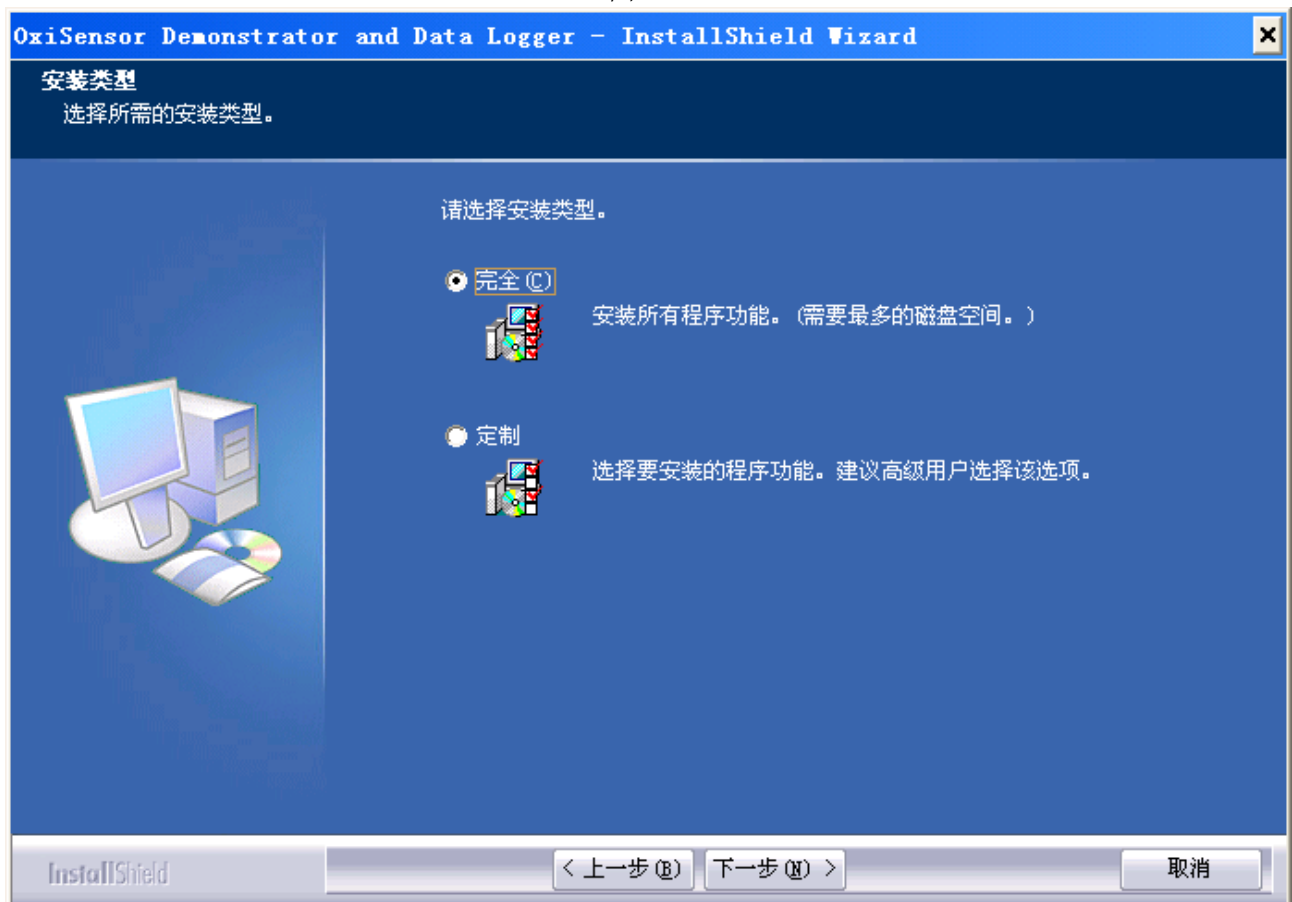 OxiSensor Demonstrator and Data Logger - InstallShield Wizard
安装类型
选择所需的安装类型。
请选择安装类型。
完全(C)
安装所有程序功能。(需要最多的磁盘空间。)
定制
选择要安装的程序功能。建议高级用户选择该选项。
InstallShield
< 上一步(B) 下一步(N) > 取消